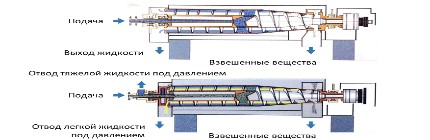 Подача
Выход жидкости
Взвешенные вещества
Отвод тяжелой жидкости под давлением
Подача
Отвод легкой жидкости
под давлением
Взвешенные вещества